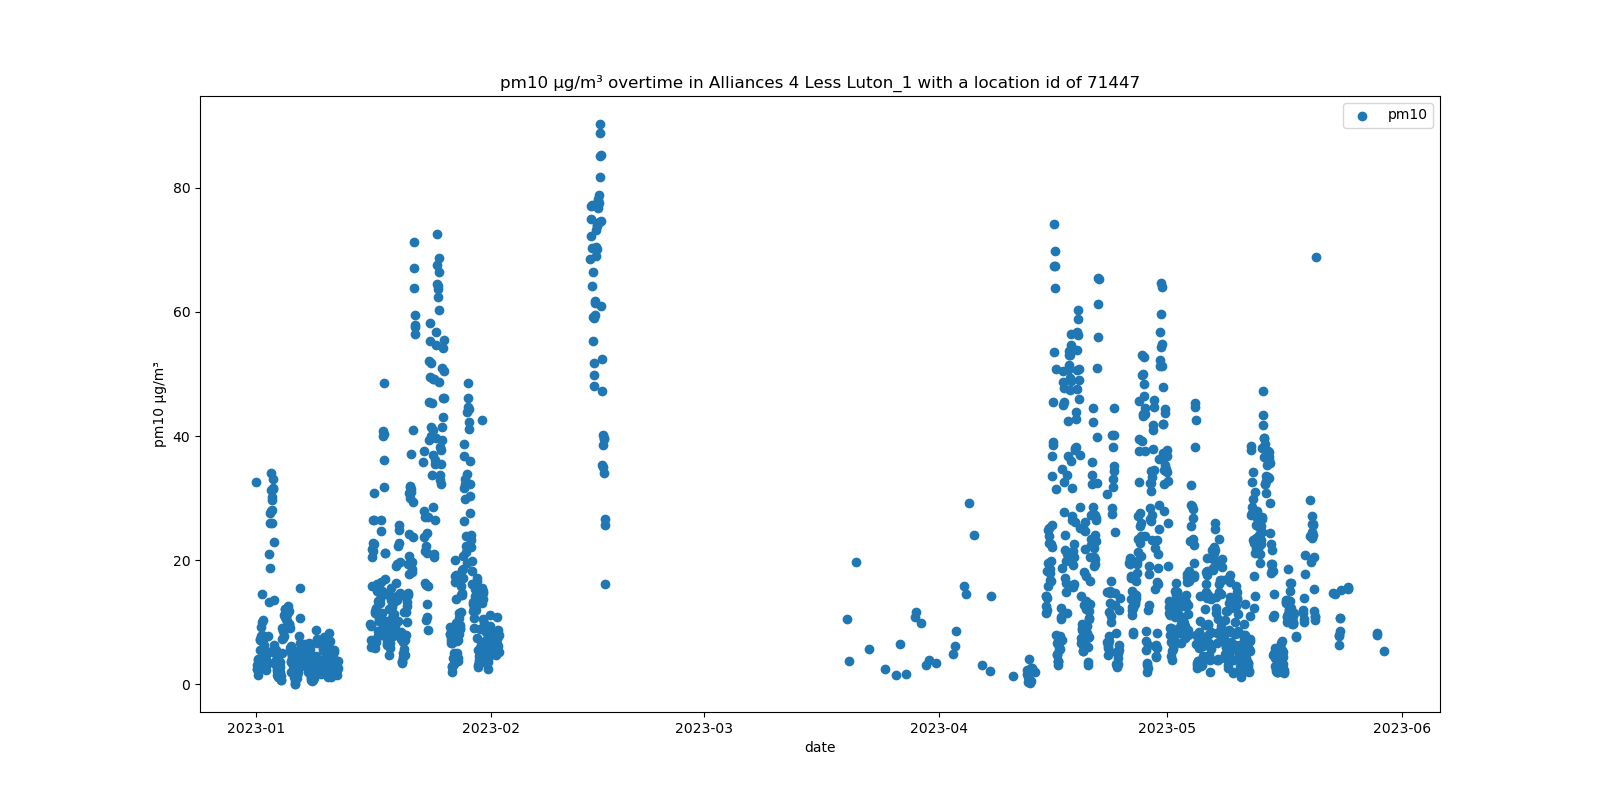 pm10 µg/m³ overtime in Alliances 4 Less Luton_1 with a location id of 71447
pm10
80
60
40
20
0
pm10 µg/m³
2023-01
2023-02
2023-03
2023-04
2023-05
2023-06
date